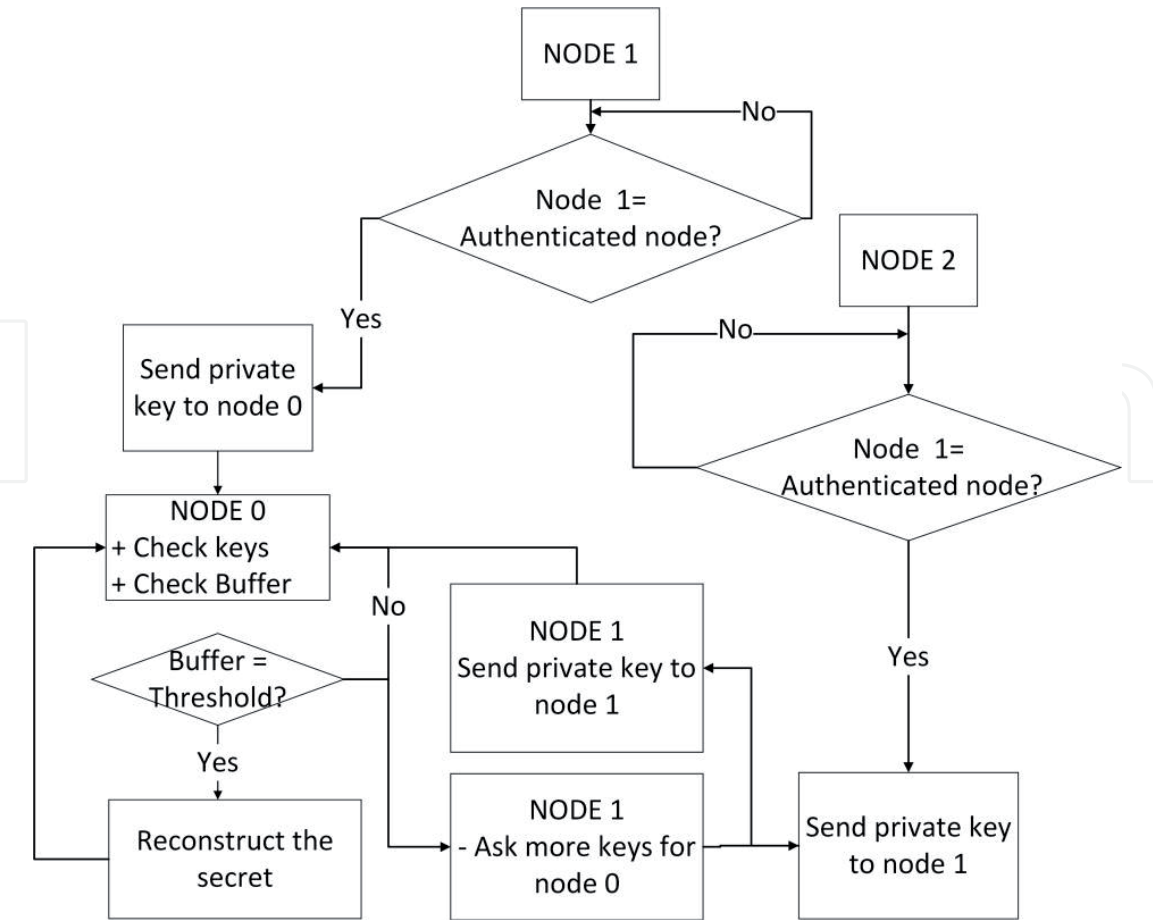 NODE 1
No
Node 1=
Authenticated node?
NODE 2
Yes
No
Send private
key to node 0
Node 1=
Authenticated node?
NODE 0
+ Check keys
+ Check Buffer
No
NODE 1
Send private key to
node 1
Buffer =
Threshold?
Yes
Yes
NODE 1
- Ask more keys for
node 0
Reconstruct the
secret
Send private key
to node 1